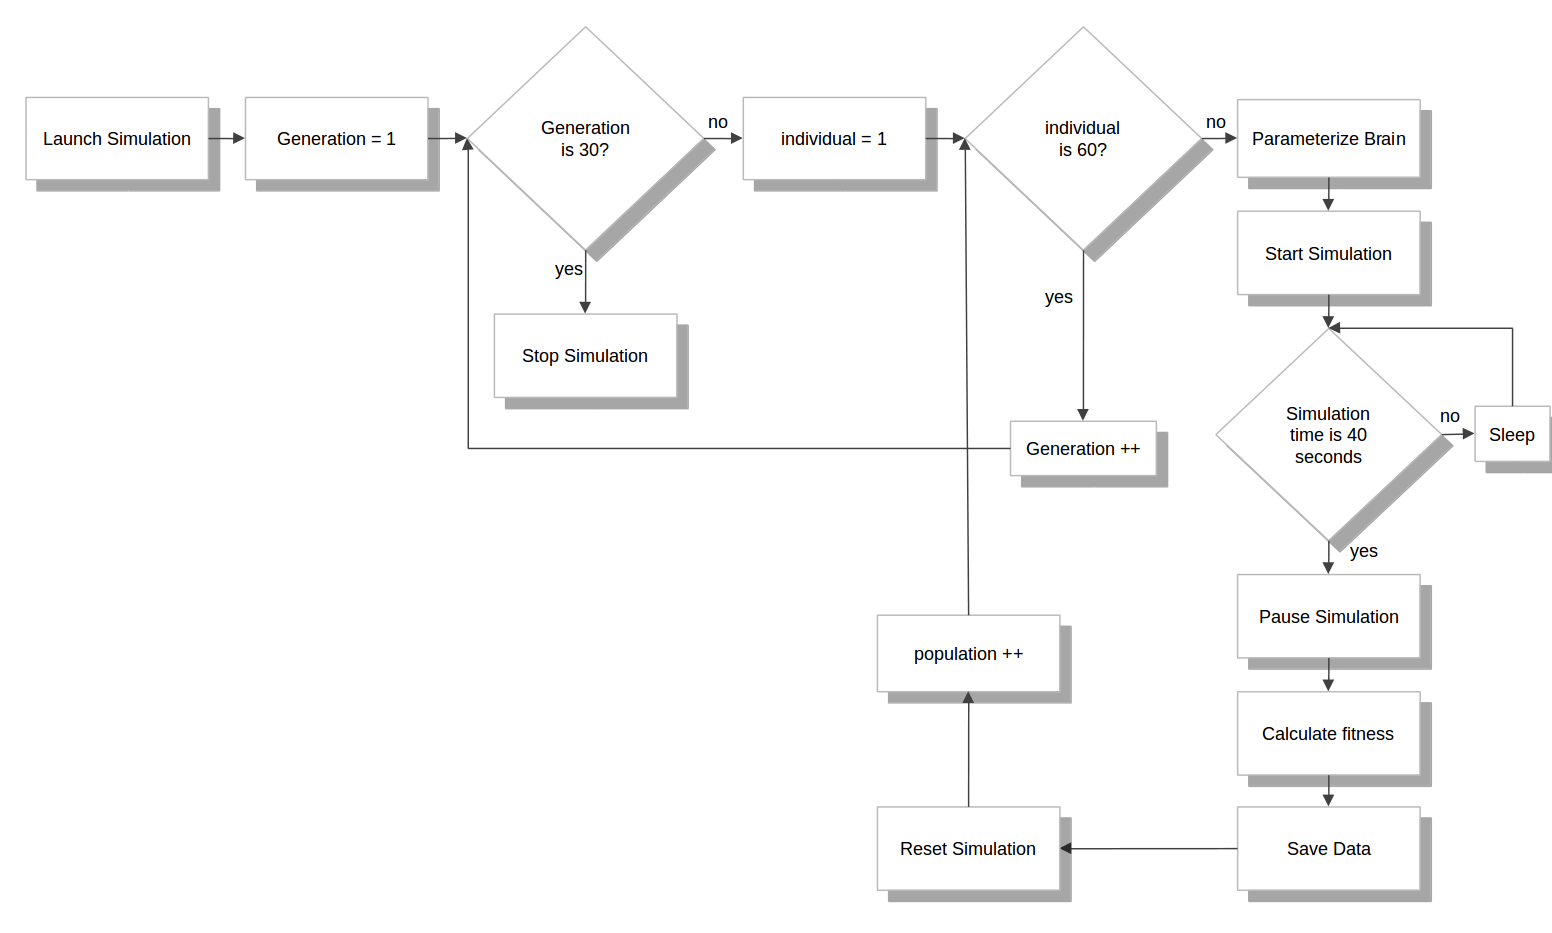 Launch Simulation
Generation = 1
Generation
is 30?
no
individual = 1
individual
is 60?
no
Parameterize Brain
Start Simulation
yes
Stop Simulation
yes
Generation ++
Simulation
time is 40
seconds
no
Sleep
yes
Pause Simulation
population ++
Calculate fitness
Reset Simulation
Save Data